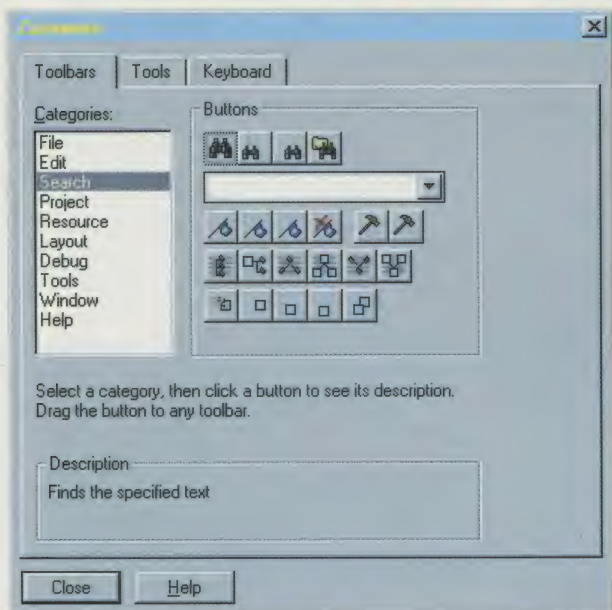 Customize
Toolbars
Tools
Keyboard
Categories:
File
Edit
Search
Project
Resource
Layout
Debug
Tools
Window
Help
Buttons
Select a category, then click a button to see its description.
Drag the button to any toolbar.
Description
Finds the specified text
Close
Help